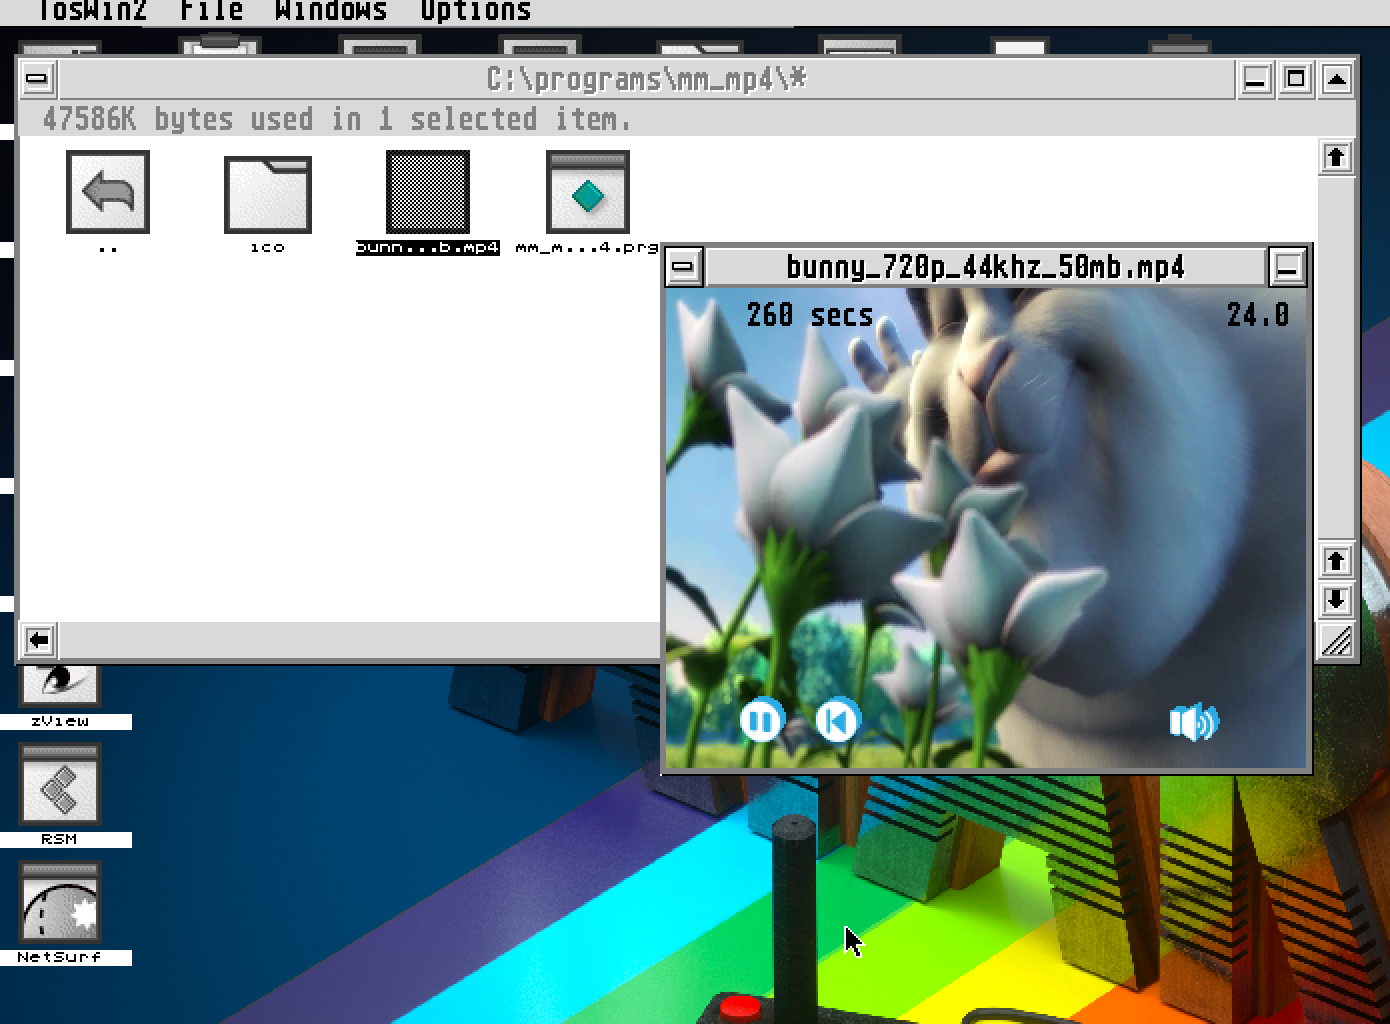 TosWin2 File Windows Options
C:\programs\mm_mp4\*
47586K bytes used in 1 selected item.
..
ico
bunn...b.mp4
mm_m...4.prg
bunny_720p_44khz_50mb.mp4
260 secs
24.0
zView
RSM
NetSurf